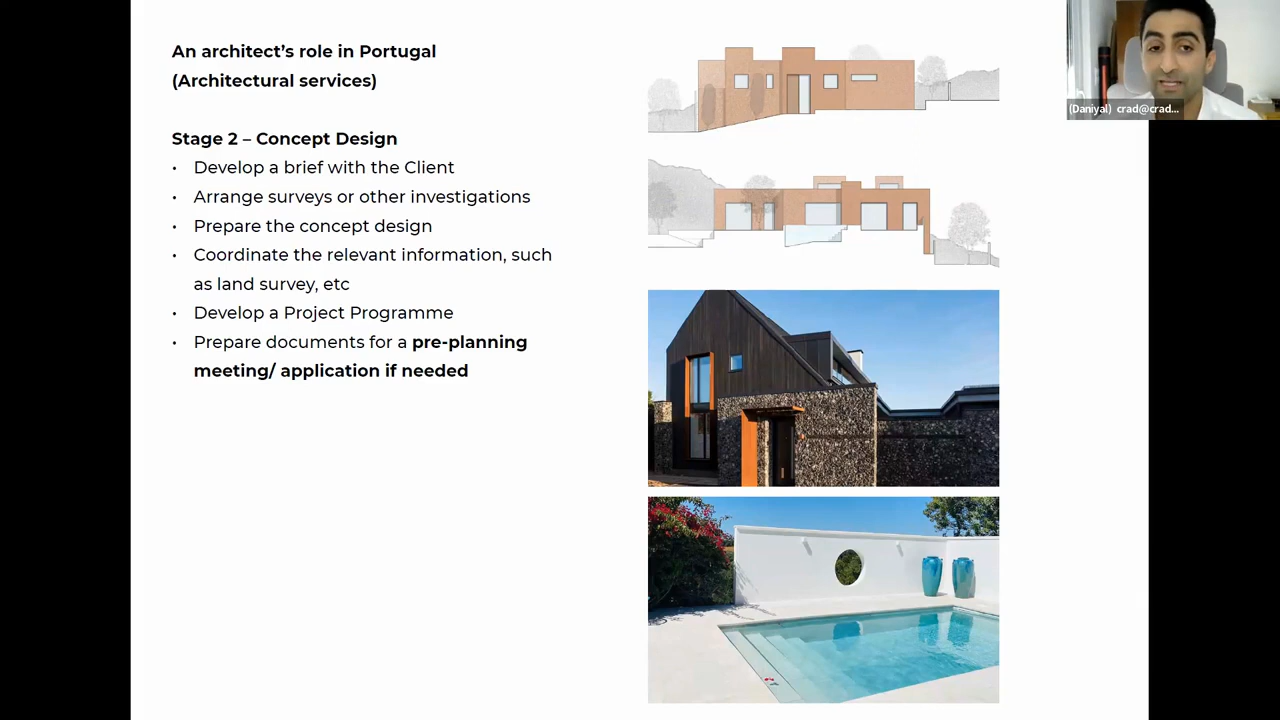 An architect’s role in Portugal
(Architectural services)
Stage 2 – Concept Design
• Develop a brief with the Client
• Arrange surveys or other investigations
• Prepare the concept design
• Coordinate the relevant information, such
as land survey, etc
• Develop a Project Programme
• Prepare documents for a pre-planning
meeting/ application if needed
(Daniyal) crad@crad...